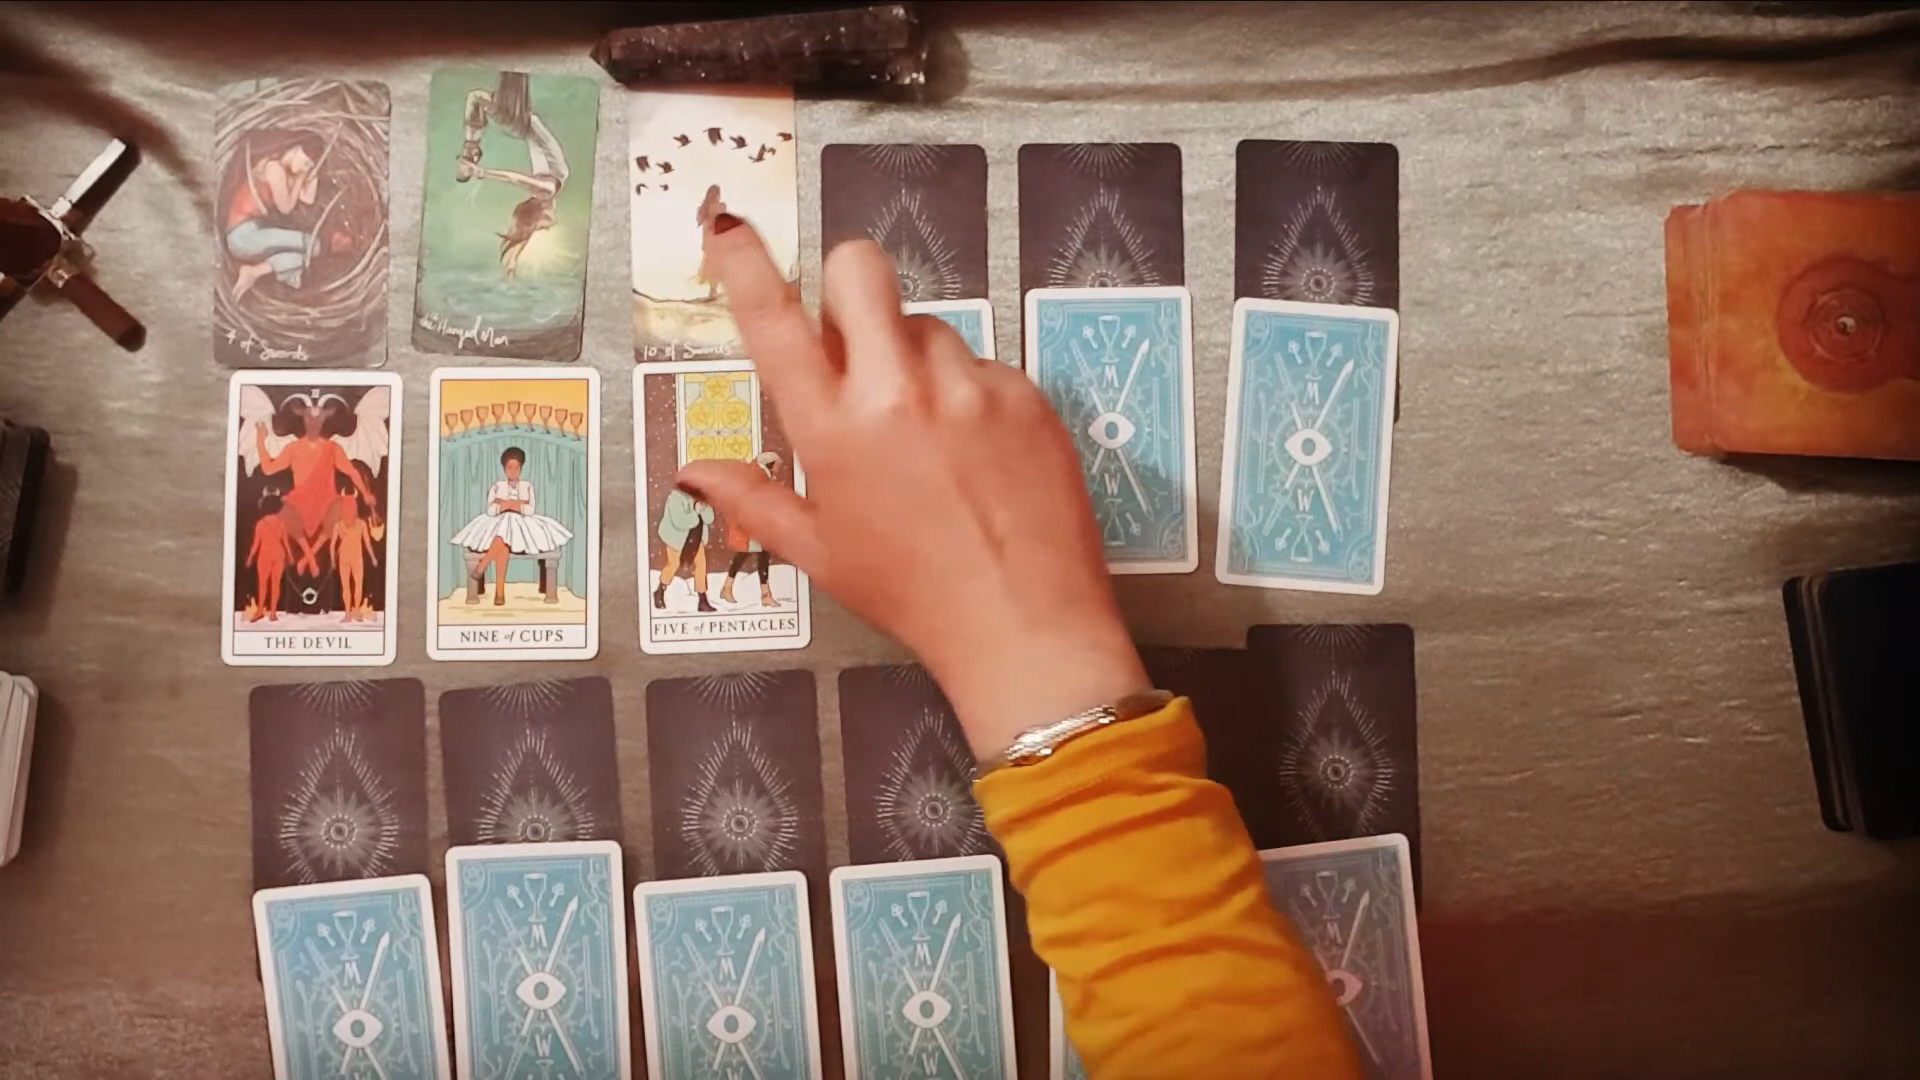 4 of Swords
the Hanged Man
10 of Swords
THE DEVIL
NINE of CUPS
FIVE of PENTACLES
M
W
M
W
M
W
M
M
M
W
M